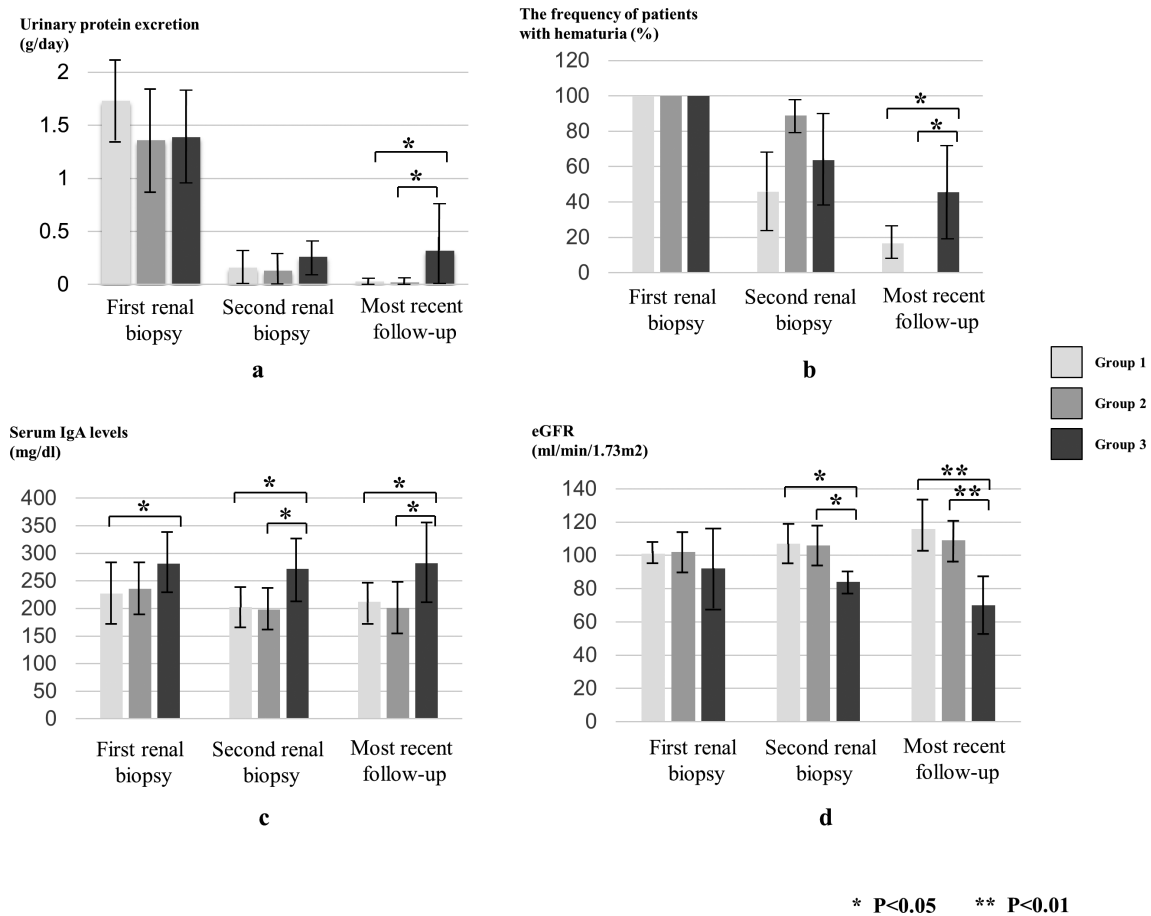 Urinary protein excretion
(g/day)
2
1.5
1
0.5
0
*
*
First renal
biopsy
Second renal
biopsy
Most recent
follow-up
a
The frequency of patients
with hematuria (%)
120
100
80
60
40
20
0
*
*
First renal
biopsy
Second renal
biopsy
Most recent
follow-up
b
Group 1
Group 2
Group 3
Serum IgA levels
(mg/dl)
400
350
300
250
200
150
100
50
0
*
*
*
*
*
First renal
biopsy
Second renal
biopsy
Most recent
follow-up
c
eGFR
(ml/min/1.73m2)
140
120
100
80
60
40
20
0
*
*
**
**
First renal
biopsy
Second renal
biopsy
Most recent
follow-up
d
* P<0.05 ** P<0.01